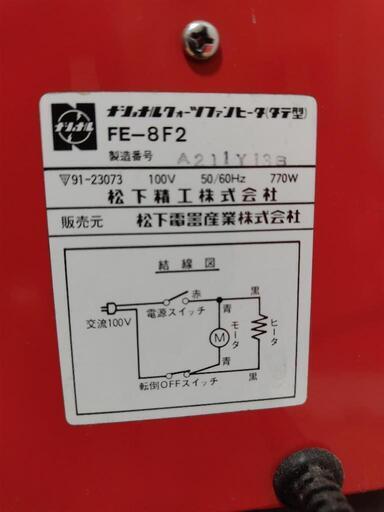 ナショナル
ナショナルクォーツファンヒータ(タテ型)
FE-8F2
製造番号 A211Y13B
▽91-23073 100V 50/60Hz 770W
松下精工株式会社
販売元 松下電器産業株式会社
結線図
赤
黒
電源スイッチ
青
交流100V
M
モータ
ヒータ
青
転倒OFFスイッチ
黒